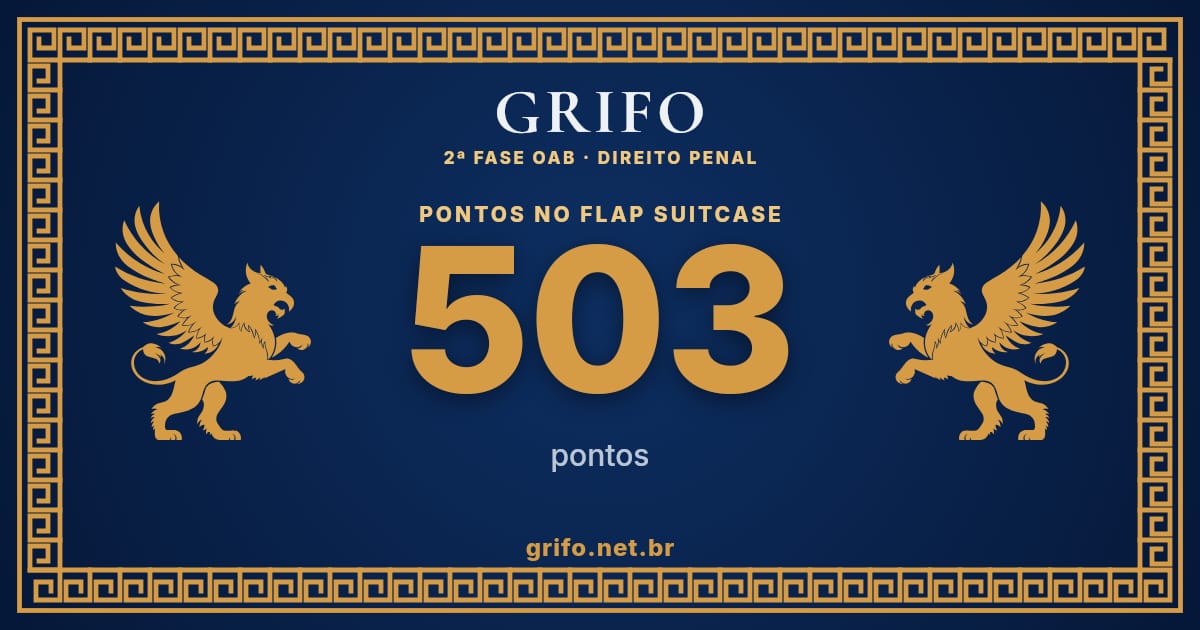 GRIFO
2ª FASE OAB · DIREITO PENAL
PONTOS NO FLAP SUITCASE
503
pontos
grifo.net.br